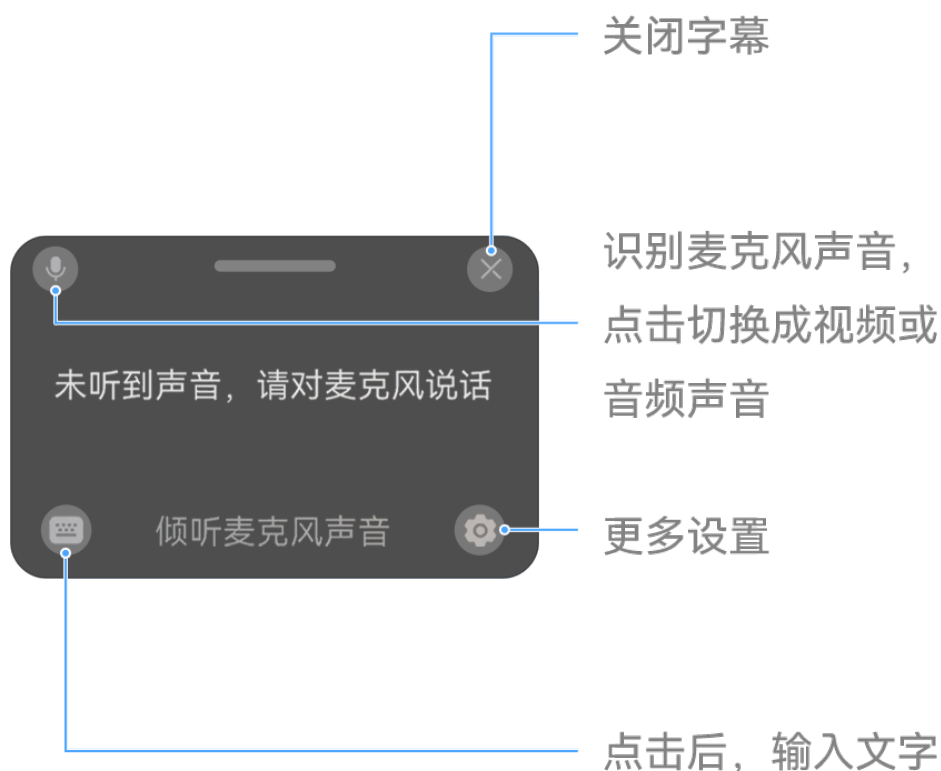 关闭字幕
识别麦克风声音，
点击切换成视频或
音频声音
未听到声音，请对麦克风说话
倾听麦克风声音
更多设置
点击后，输入文字